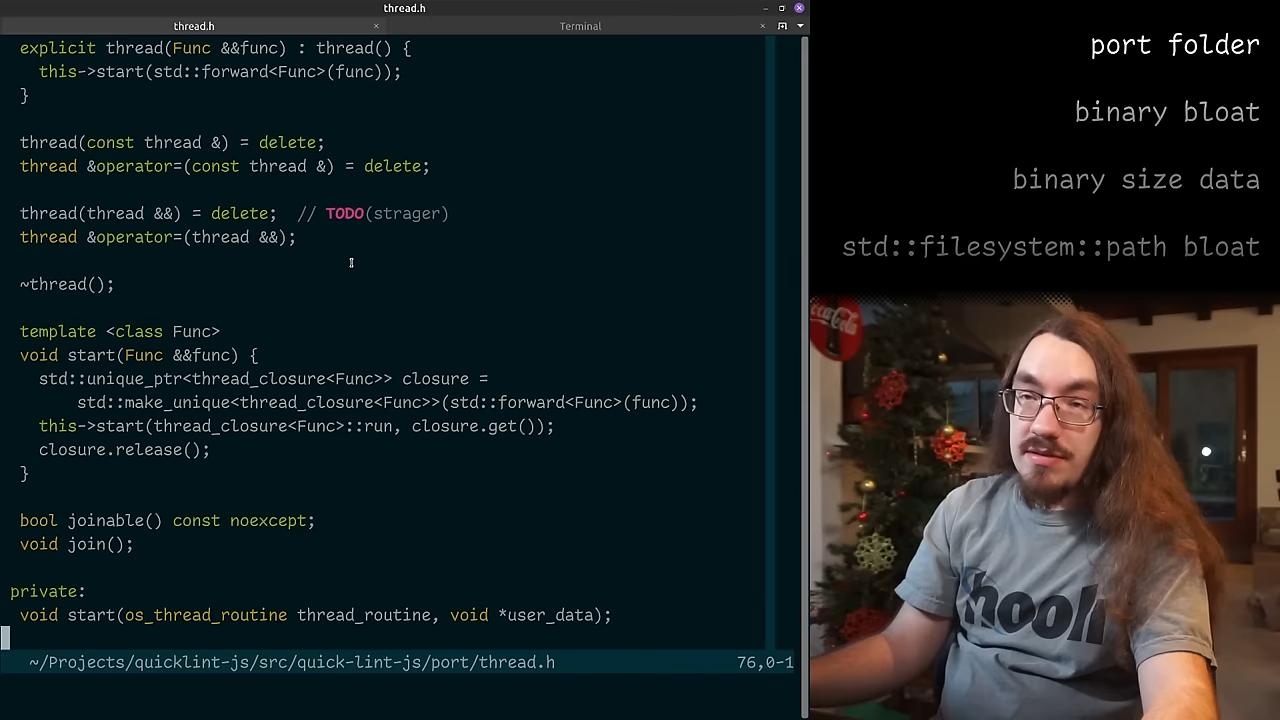 thread.h
thread.h × Terminal ×
explicit thread(Func &&func) : thread() {
this->start(std::forward<Func>(func));
}
thread(const thread &) = delete;
thread &operator=(const thread &) = delete;
thread(thread &&) = delete;  // TODO(strager)
thread &operator=(thread &&);
~thread();
template <class Func>
void start(Func &&func) {
std::unique_ptr<thread_closure<Func>> closure =
std::make_unique<thread_closure<Func>>(std::forward<Func>(func));
this->start(thread_closure<Func>::run, closure.get());
closure.release();
}
bool joinable() const noexcept;
void join();
private:
void start(os_thread_routine thread_routine, void *user_data);
~/Projects/quicklint-js/src/quick-lint-js/port/thread.h 76,0-1
port folder
binary bloat
binary size data
std::filesystem::path bloat
Coca-Cola
hooli